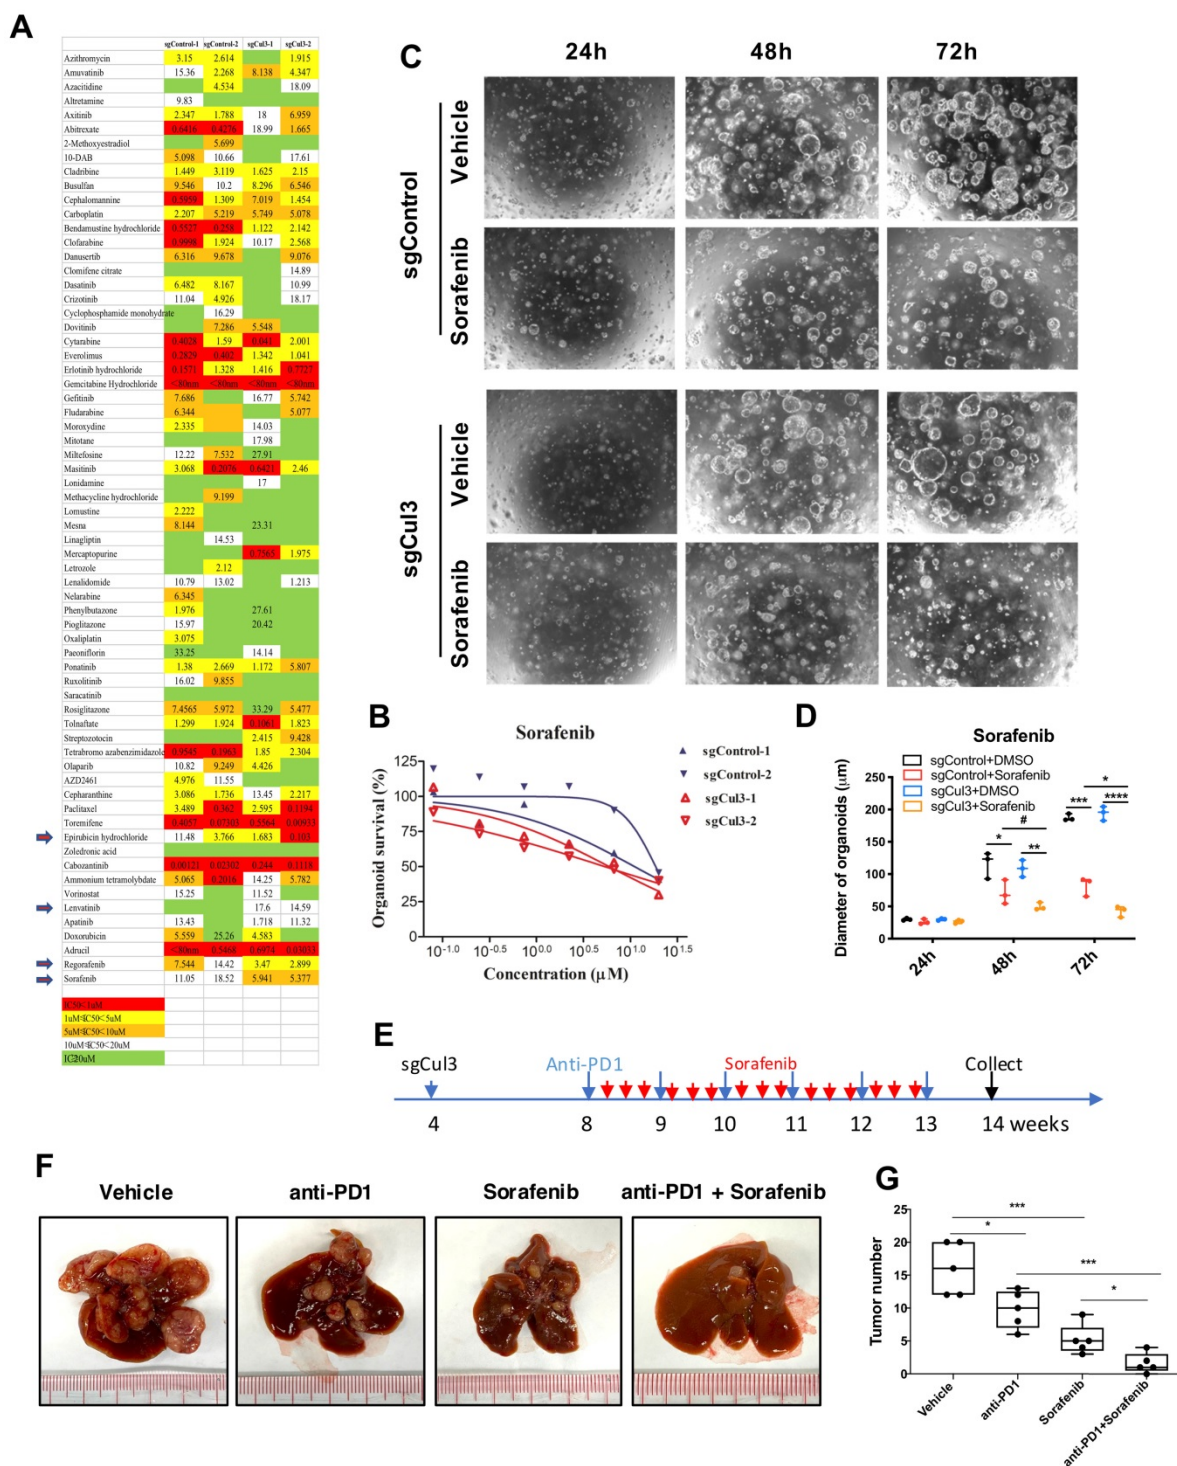 A
sgControl-1 sgControl-2 sgCul3-1 sgCul3-2
Azithromycin 3.15 2.614 1.915
Amuvatinib 15.36 2.268 8.138 4.347
Azacitidine 4.534 18.09
Altretamine 9.83
Axitinib 2.347 1.788 18 6.959
Abitrexate 0.6416 0.4276 18.99 1.665
2-Methoxyestradiol 5.699
10-DAB 5.098 10.66 17.61
Cladribine 1.449 3.119 1.625 2.15
Busulfan 9.546 10.2 8.296 6.546
Cephalomannine 0.5959 1.309 7.019 1.454
Carboplatin 2.207 5.219 5.749 5.078
Bendamustine hydrochloride 0.5527 0.258 1.122 2.142
Clofarabine 0.9998 1.924 10.17 2.568
Danusertib 6.316 9.678 9.076
Clomifene citrate 14.89
Dasatinib 6.482 8.167 10.99
Crizotinib 11.04 4.926 18.17
Cyclophosphamide monohydrate 16.29
Dovitinib 7.286 5.548
Cytarabine 0.4028 1.59 0.041 2.001
Everolimus 0.2829 0.402 1.342 1.041
Erlotinib hydrochloride 0.1571 1.328 1.416 0.7727
Gemcitabine Hydrochloride <80nm <80nm <80nm <80nm
Gefitinib 7.686 16.77 5.742
Fludarabine 6.344 5.077
Moroxydine 2.335 14.03
Mitotane 17.98
Miltefosine 12.22 7.532 27.91
Masitinib 3.068 0.2076 0.6421 2.46
Lonidamine 17
Methacycline hydrochloride 9.199
Lomustine 2.222
Mesna 8.144 23.31
Linagliptin 14.53
Mercaptopurine 0.7565 1.975
Letrozole 2.12
Lenalidomide 10.79 13.02 1.213
Nelarabine 6.345
Phenylbutazone 1.976 27.61
Pioglitazone 15.97 20.42
Oxaliplatin 3.075
Paeoniflorin 33.25 14.14
Ponatinib 1.38 2.669 1.172 5.807
Ruxolitinib 16.02 9.855
Saracatinib
Rosiglitazone 7.4565 5.972 33.29 5.477
Tolnaftate 1.299 1.924 0.1061 1.823
Streptozotocin 2.415 9.428
Tetrabromo azabenzimidazole 0.9545 0.1963 1.85 2.304
Olaparib 10.82 9.249 4.426
AZD2461 4.976 11.55
Cepharanthine 3.086 1.736 13.45 2.217
Paclitaxel 3.489 0.362 2.595 0.1194
Toremifene 0.4057 0.07303 0.5564 0.00933
Epirubicin hydrochloride 11.48 3.766 1.683 0.103
Zoledronic acid
Cabozantinib 0.00121 0.02302 0.244 0.1118
Ammonium tetramolybdate 5.065 0.2016 14.25 5.782
Vorinostat 15.25 11.52
Lenvatinib 17.6 14.59
Apatinib 13.43 1.718 11.32
Doxorubicin 5.559 25.26 4.583
Adrucil <80nm 0.5468 0.6974 0.03033
Regorafenib 7.544 14.42 3.47 2.899
Sorafenib 11.05 18.52 5.941 5.377
IC50<1uM
1uM≤IC50<5uM
5uM≤IC50<10uM
10uM≤IC50<20uM
IC≥20uM
C
24h 48h 72h
sgControl
Vehicle
Sorafenib
sgCul3
Vehicle
Sorafenib
B
Sorafenib
Organoid survival (%)
125
100
75
50
25
0
10-1.0 10-0.5 100.0 100.5 101.0 101.5
Concentration (μM)
sgControl-1
sgControl-2
sgCul3-1
sgCul3-2
D
Sorafenib
sgControl+DMSO
sgControl+Sorafenib
sgCul3+DMSO
sgCul3+Sorafenib
Diameter of organoids (μm)
250
200
150
100
50
0
* # ** *** * ****
24h 48h 72h
E
sgCul3 Anti-PD1 Sorafenib Collect
4 8 9 10 11 12 13 14 weeks
F
Vehicle anti-PD1 Sorafenib anti-PD1 + Sorafenib
G
Tumor number
25
20
15
10
5
0
***
*
***
*
Vehicle anti-PD1 Sorafenib anti-PD1+Sorafenib